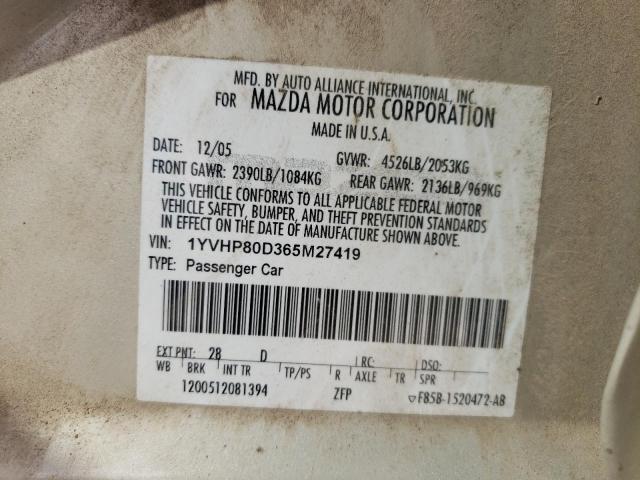 MFD. BY AUTO ALLIANCE INTERNATIONAL, INC.
FOR MAZDA MOTOR CORPORATION
MADE IN U.S.A.
DATE: 12/05 GVWR: 4526LB/2053KG
FRONT GAWR: 2390LB/1084KG REAR GAWR: 2136LB/969KG
THIS VEHICLE CONFORMS TO ALL APPLICABLE FEDERAL MOTOR
VEHICLE SAFETY, BUMPER, AND THEFT PREVENTION STANDARDS
IN EFFECT ON THE DATE OF MANUFACTURE SHOWN ABOVE.
VIN: 1YVHP80D365M27419
TYPE: Passenger Car
EXT PNT: 28 D RC: DSO:
WB BRK INT TR TP/PS R AXLE TR SPR
1200512081394 ZFP F85B-1520472-AB